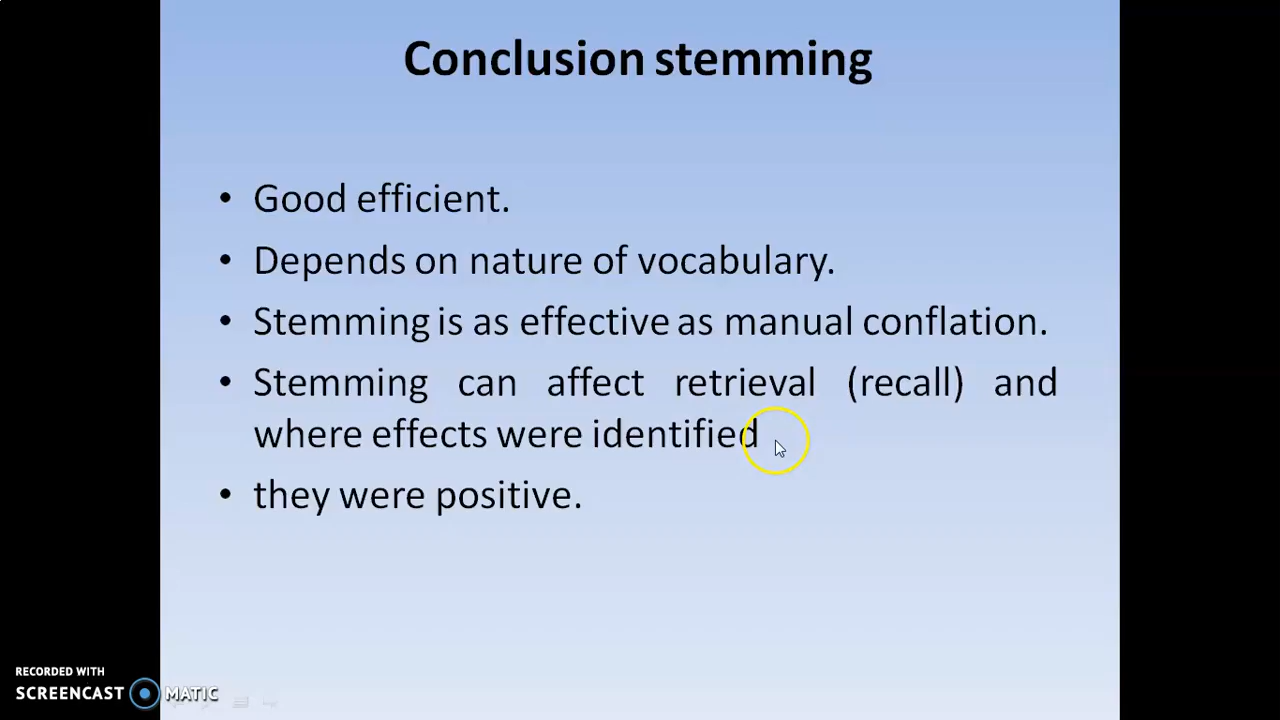 Conclusion stemming
• Good efficient.
• Depends on nature of vocabulary.
• Stemming is as effective as manual conflation.
• Stemming can affect retrieval (recall) and
where effects were identified
• they were positive.
RECORDED WITH
SCREENCAST MATIC